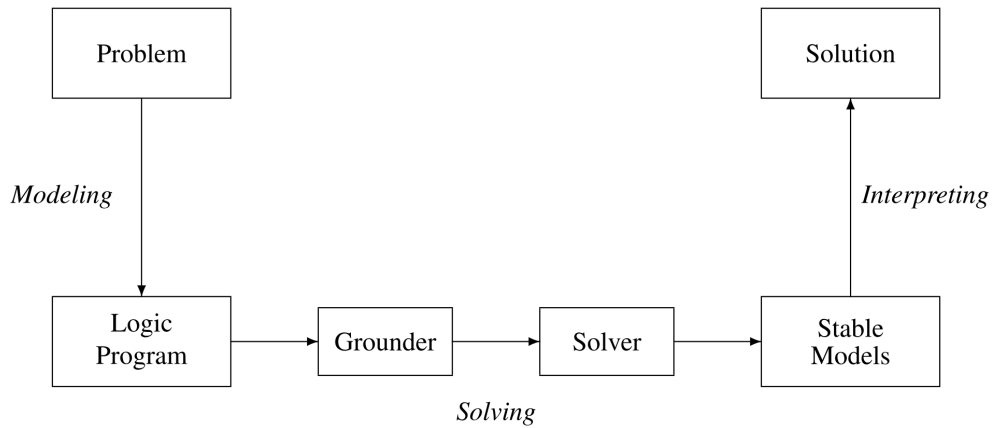 Problem
Solution
Modeling
Interpreting
Logic
Program
Grounder
Solver
Stable
Models
Solving